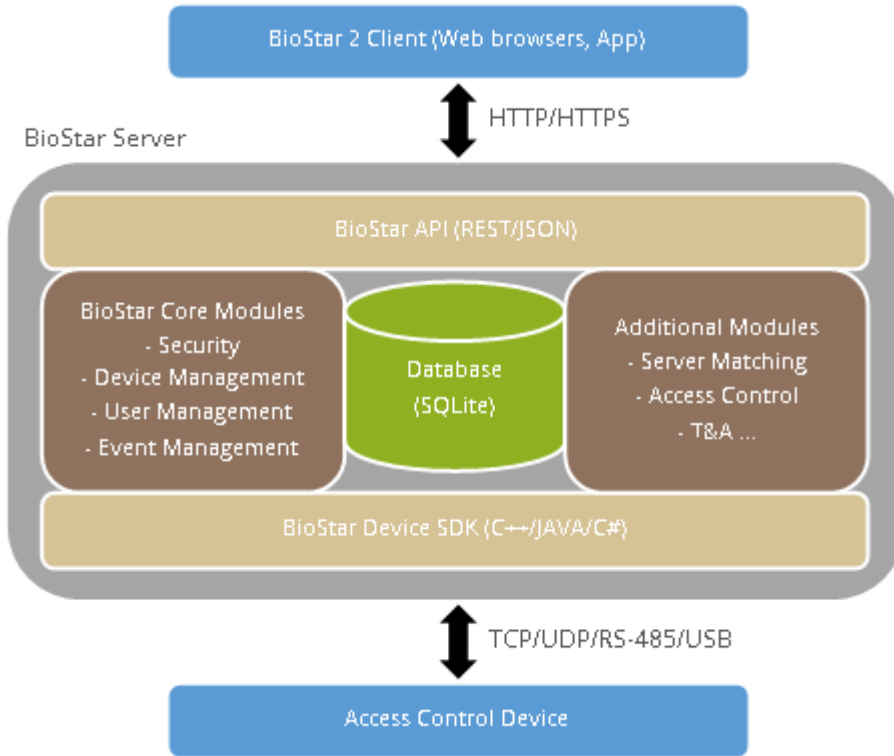 BioStar 2 Client (Web browsers, App)
HTTP/HTTPS
BioStar Server
BioStar API (REST/JSON)
BioStar Core Modules
- Security
- Device Management
- User Management
- Event Management
Database
(SQLite)
Additional Modules
- Server Matching
- Access Control
- T&A ...
BioStar Device SDK (C++/JAVA/C#)
TCP/UDP/RS-485/USB
Access Control Device